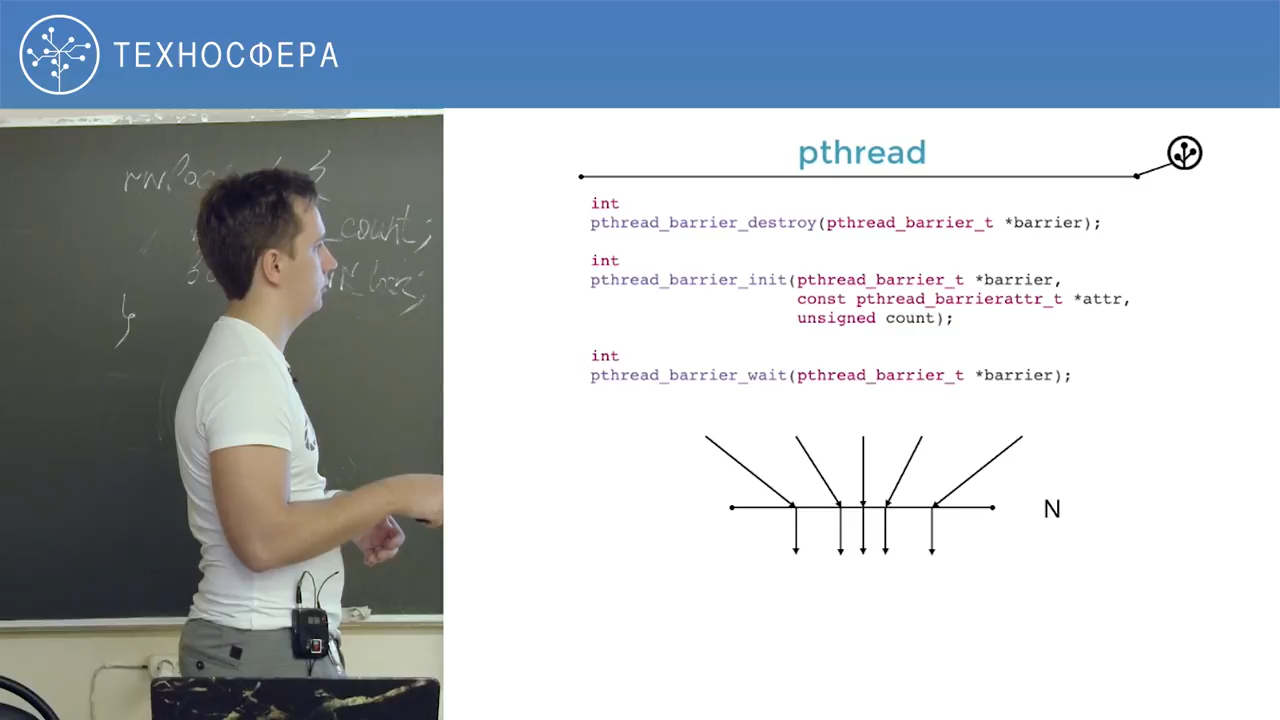 ТЕХНОСФЕРА
pthread
int
pthread_barrier_destroy(pthread_barrier_t *barrier);
int
pthread_barrier_init(pthread_barrier_t *barrier,
const pthread_barrierattr_t *attr,
unsigned count);
int
pthread_barrier_wait(pthread_barrier_t *barrier);
N
{
_count;
}